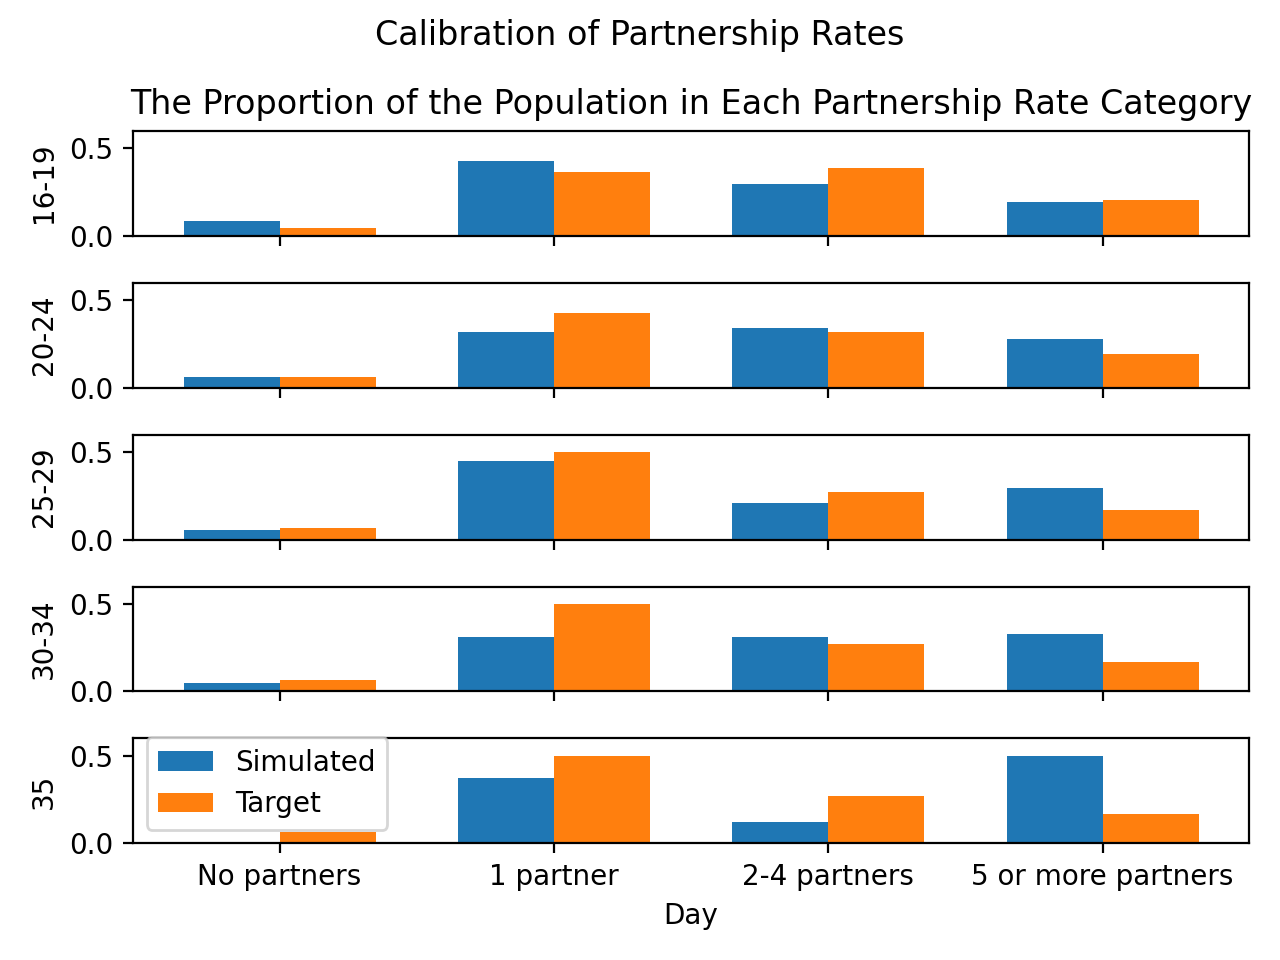 Calibration of Partnership Rates
The Proportion of the Population in Each Partnership Rate Category
0.5
16-19
0.0
0.5
20-24
0.0
0.5
25-29
0.0
0.5
30-34
0.0
0.5
35
0.0
Simulated
Target
No partners 1 partner 2-4 partners 5 or more partners
Day